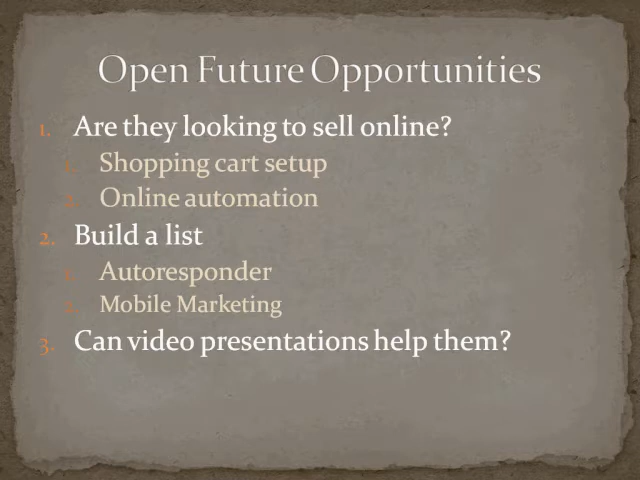 Open Future Opportunities
1. Are they looking to sell online?
1. Shopping cart setup
2. Online automation
2. Build a list
1. Autoresponder
2. Mobile Marketing
3. Can video presentations help them?